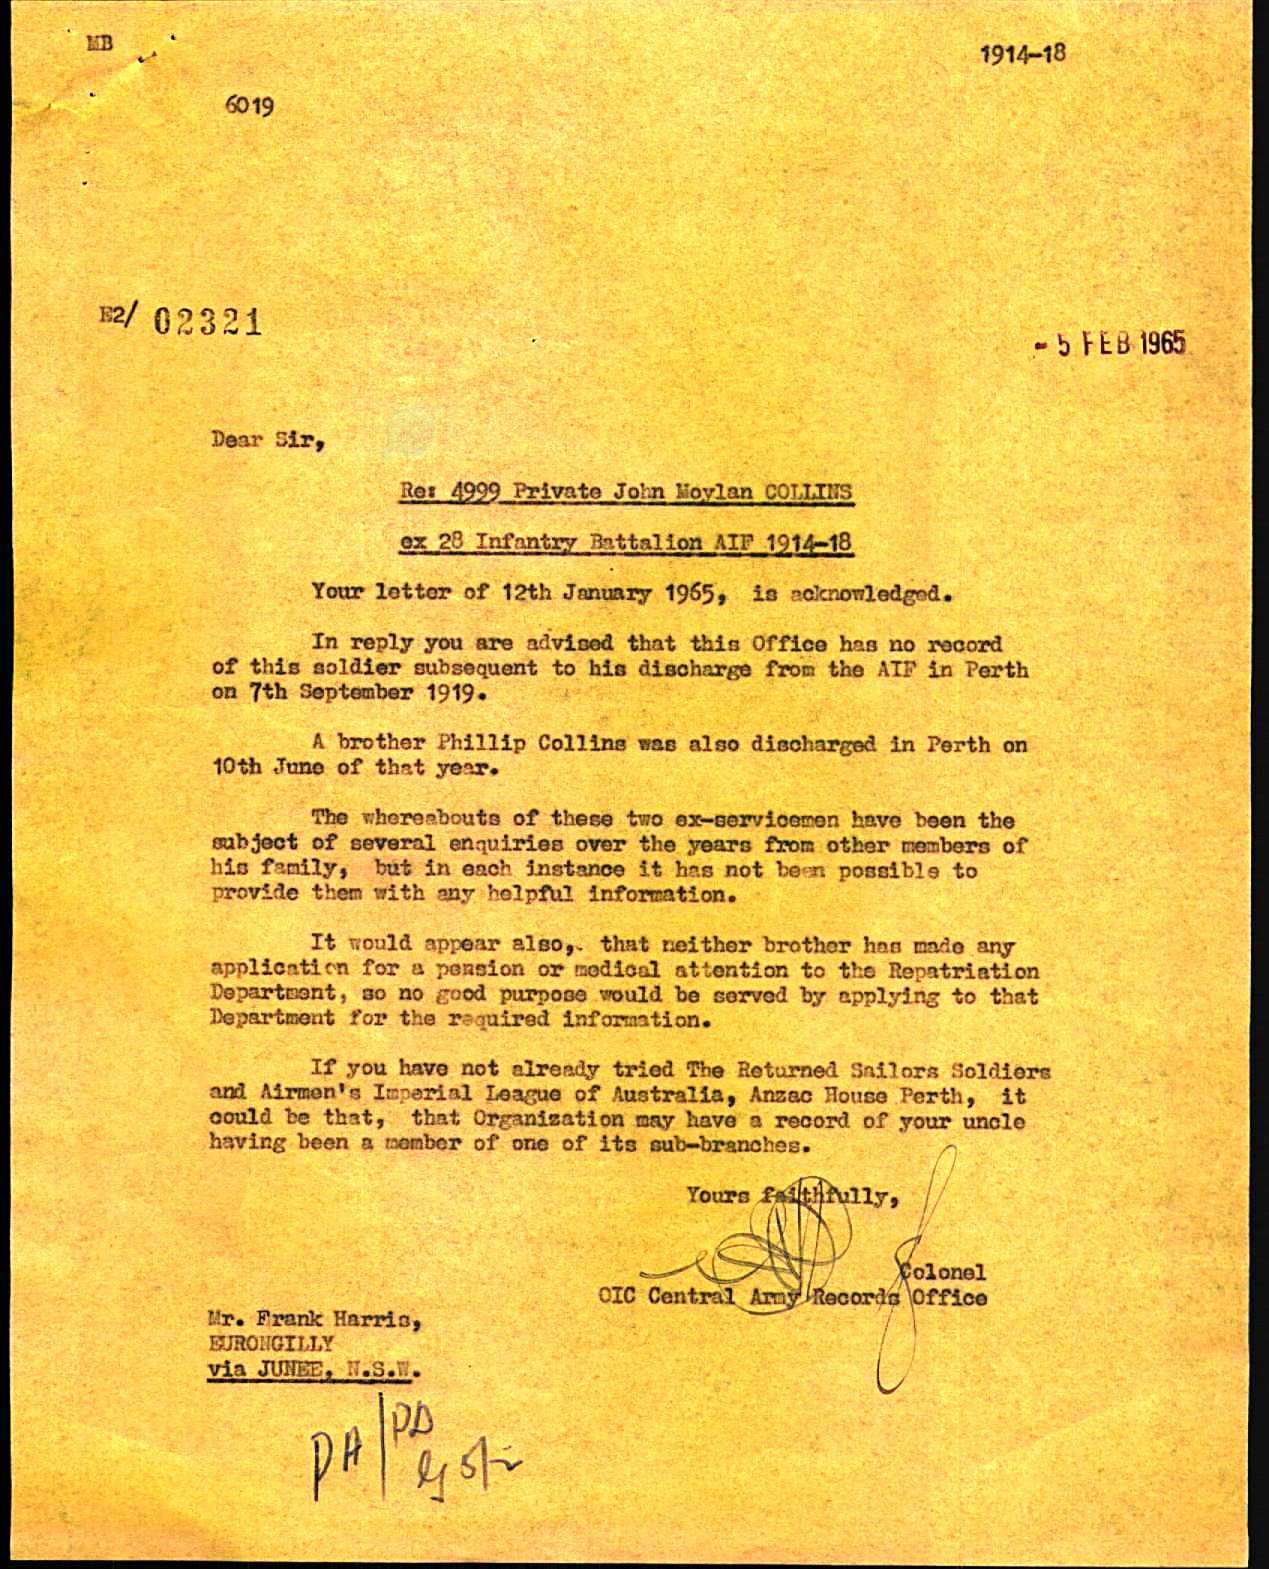 MB
1914-18
6019
E2/ 02321
- 5 FEB 1965
Dear Sir,
Re: 4999 Private John Moylan COLLINS
ex 28 Infantry Battalion AIF 1914-18
Your letter of 12th January 1965, is acknowledged.
In reply you are advised that this Office has no record
of this soldier subsequent to his discharge from the AIF in Perth
on 7th September 1919.
A brother Phillip Collins was also discharged in Perth on
10th June of that year.
The whereabouts of these two ex-servicemen have been the
subject of several enquiries over the years from other members of
his family, but in each instance it has not been possible to
provide them with any helpful information.
It would appear also, that neither brother has made any
application for a pension or medical attention to the Repatriation
Department, so no good purpose would be served by applying to that
Department for the required information.
If you have not already tried The Returned Sailors Soldiers
and Airmen's Imperial League of Australia, Anzac House Perth, it
could be that, that Organization may have a record of your uncle
having been a member of one of its sub-branches.
Yours faithfully,
Colonel
OIC Central Army Records Office
Mr. Frank Harris,
EURONGILLY
via JUNEE, N.S.W.
PA/PD
5/2